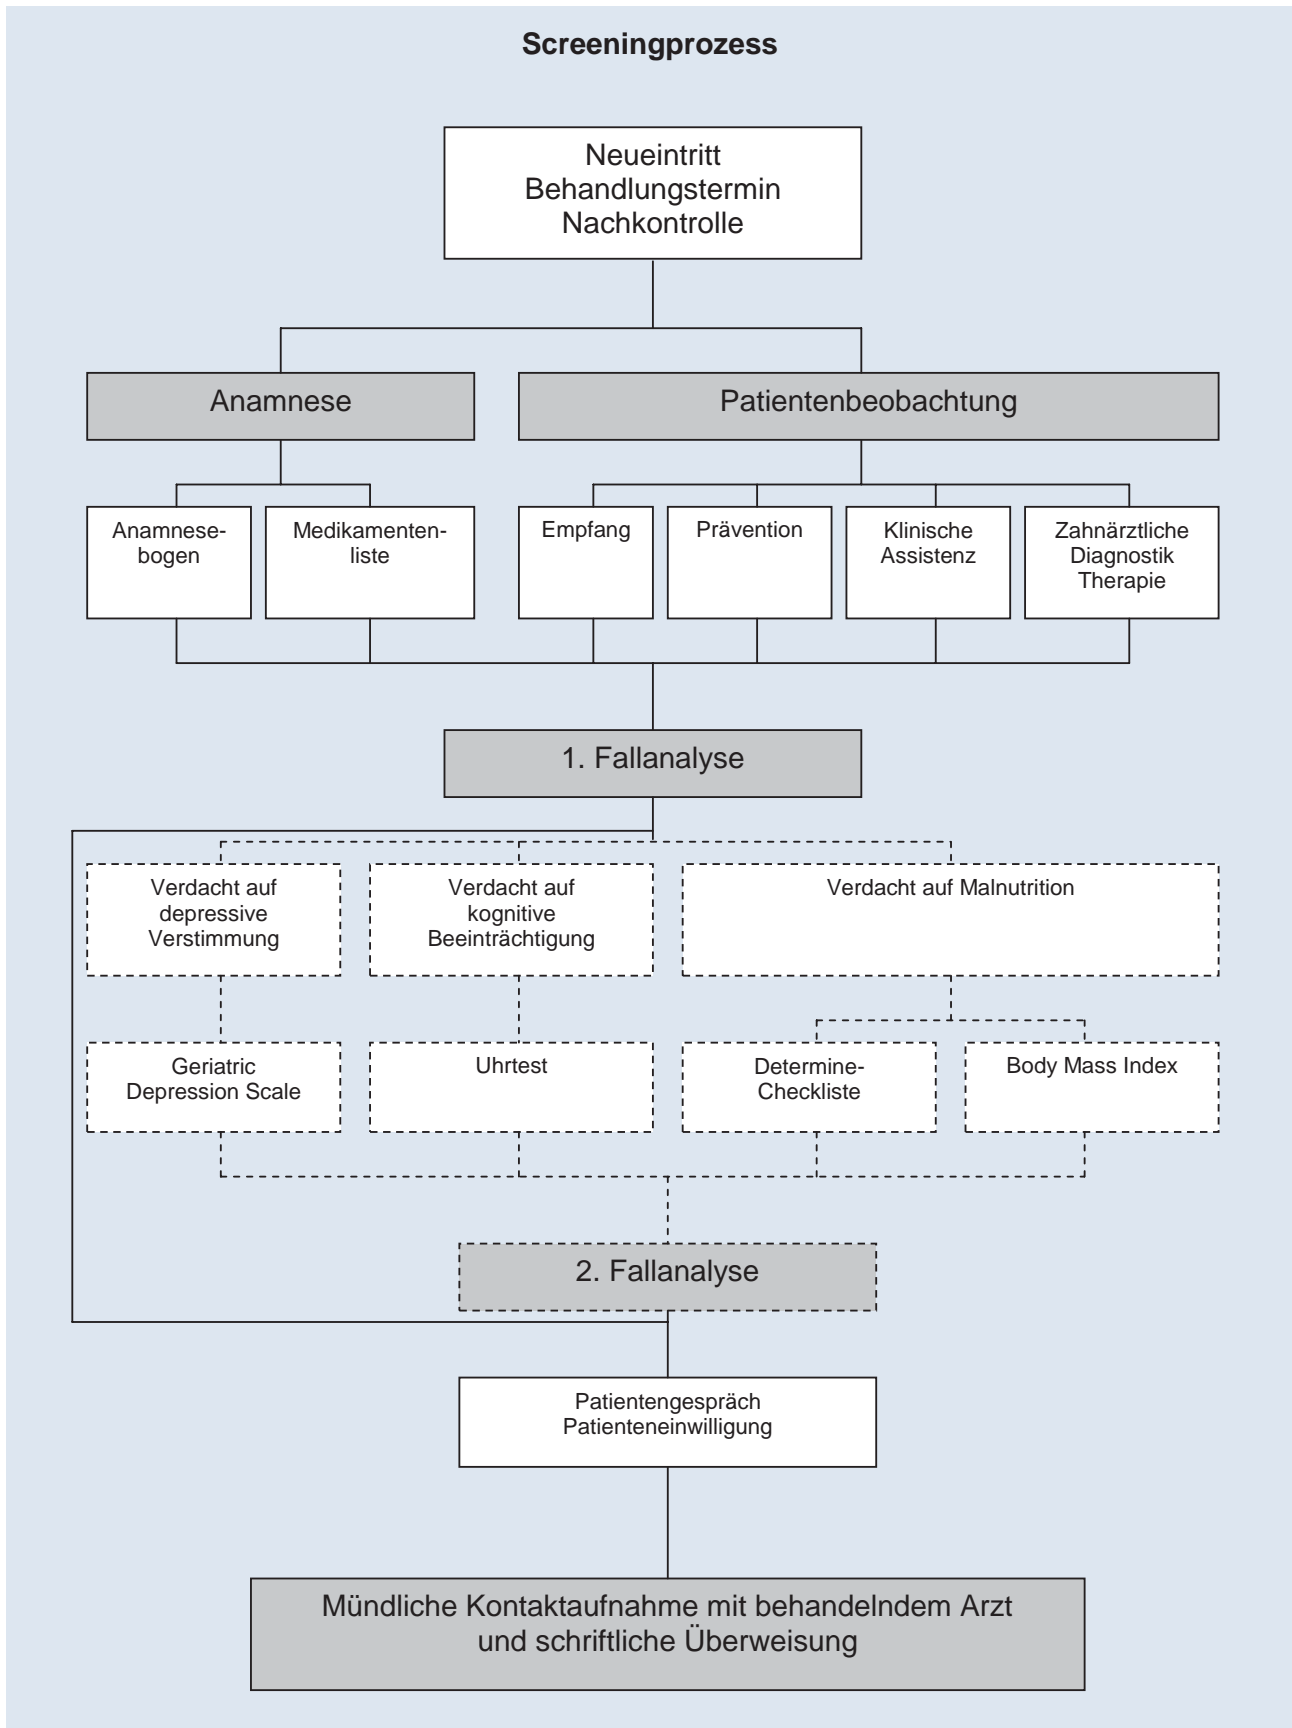 Screeningprozess
Neueintritt
Behandlungstermin
Nachkontrolle
Anamnese
Patientenbeobachtung
Anamnese-
bogen
Medikamenten-
liste
Empfang
Prävention
Klinische
Assistenz
Zahnärztliche
Diagnostik
Therapie
1. Fallanalyse
Verdacht auf
depressive
Verstimmung
Verdacht auf
kognitive
Beeinträchtigung
Verdacht auf Malnutrition
Geriatric
Depression Scale
Uhrtest
Determine-
Checkliste
Body Mass Index
2. Fallanalyse
Patientengespräch
Patienteneinwilligung
Mündliche Kontaktaufnahme mit behandelndem Arzt
und schriftliche Überweisung